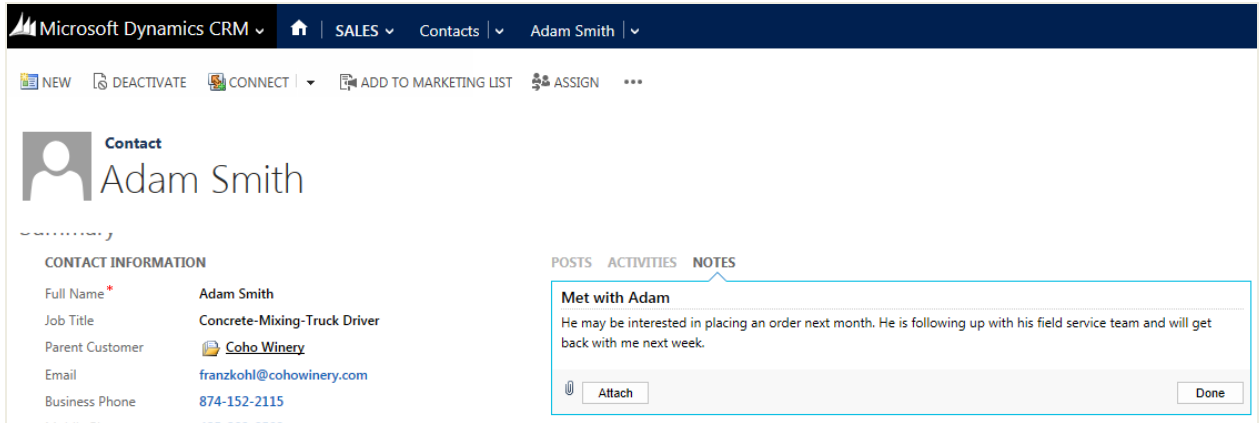 Microsoft Dynamics CRM SALES Contacts Adam Smith
NEW DEACTIVATE CONNECT ADD TO MARKETING LIST ASSIGN •••
Contact
Adam Smith
Summary
CONTACT INFORMATION
Full Name* Adam Smith
Job Title Concrete-Mixing-Truck Driver
Parent Customer Coho Winery
Email franzkohl@cohowinery.com
Business Phone 874-152-2115
POSTS ACTIVITIES NOTES
Met with Adam
He may be interested in placing an order next month. He is following up with his field service team and will get
back with me next week.
Attach Done